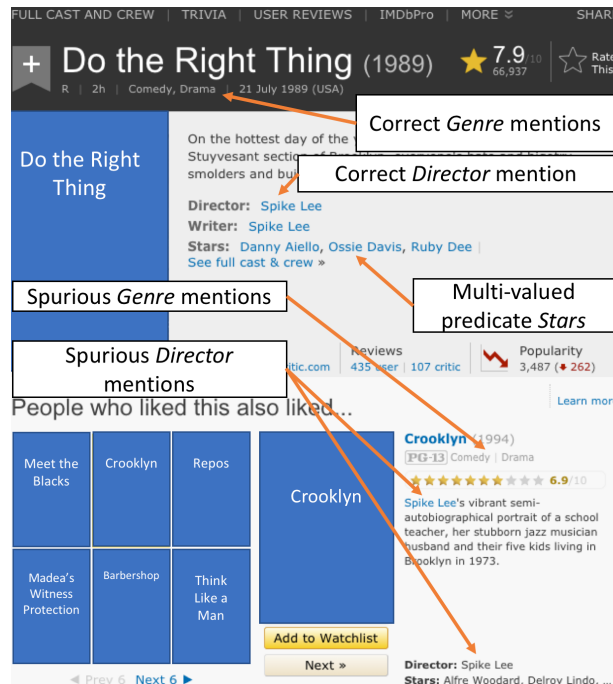 FULL CAST AND CREW | TRIVIA | USER REVIEWS | IMDbPro | MORE SHAR
+ Do the Right Thing (1989) 7.9/10 Rate
66,937 This
R | 2h | Comedy, Drama | 21 July 1989 (USA)
Correct Genre mentions
On the hottest day of the
Do the Right
Thing
Stuyvesant section of Brooklyn, everyone's hate and bigotry
smolders and
Correct Director mention
Director: Spike Lee
Writer: Spike Lee
Stars: Danny Aiello, Ossie Davis, Ruby Dee |
See full cast & crew »
Spurious Genre mentions
Multi-valued
predicate Stars
Spurious Director
mentions
Reviews
435 user | 107 critic
Popularity
3,487 (262)
People who liked this also liked...
Learn mor
Meet the
Blacks
Crooklyn
Repos
Madea's
Witness
Protection
Barbershop
Think
Like a
Man
Crooklyn
Crooklyn (1994)
PG-13 Comedy | Drama
6.9/10
Spike Lee's vibrant semi-
autobiographical portrait of a school
teacher, her stubborn jazz musician
husband and their five kids living in
Brooklyn in 1973.
Add to Watchlist
Next »
◀ Prev 6 Next 6 ▶
Director: Spike Lee
Stars: Alfre Woodard, Delroy Lindo, ...